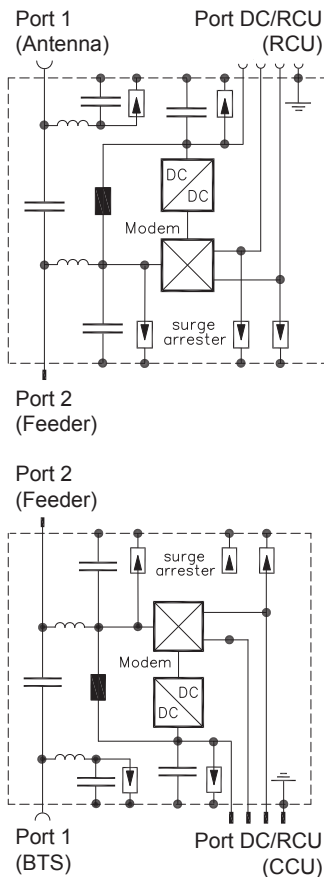 Port 1
(Antenna)
Port DC/RCU
(RCU)
DC
DC
Modem
surge
arrester
Port 2
(Feeder)
Port 2
(Feeder)
surge
arrester
Modem
DC
DC
Port 1
(BTS)
Port DC/RCU
(CCU)